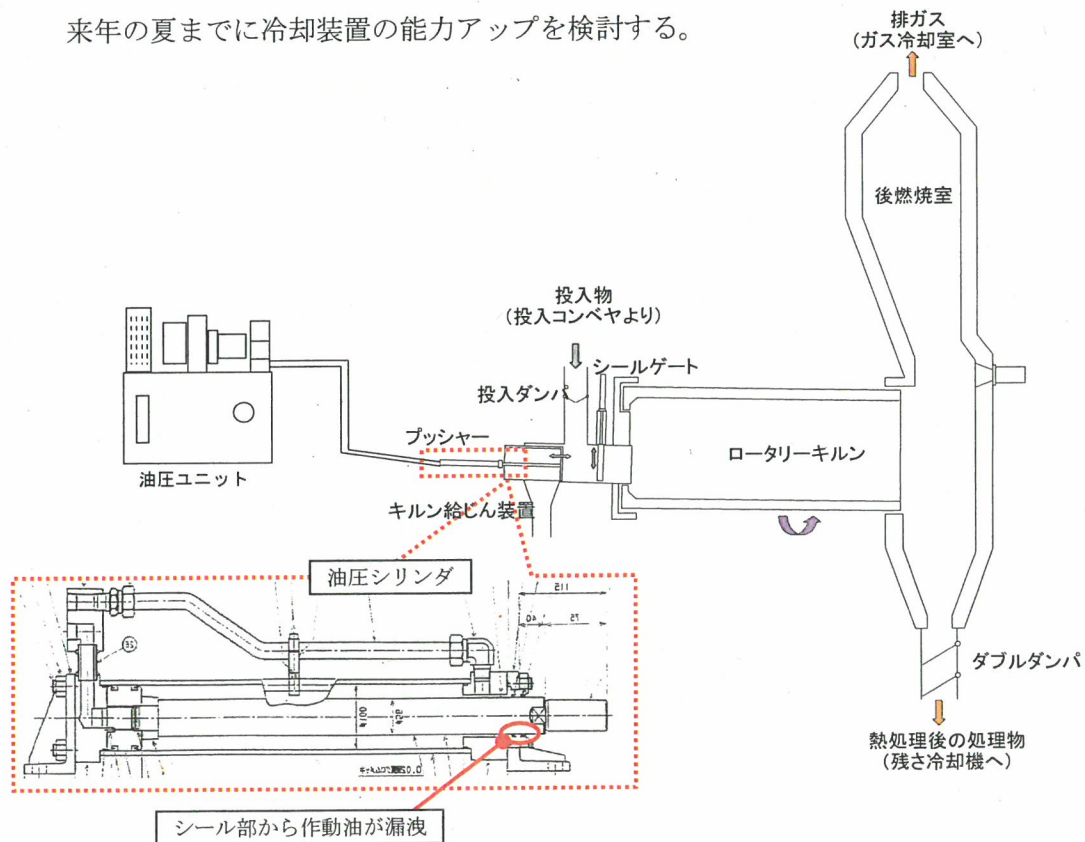 来年の夏までに冷却装置の能力アップを検討する。
排ガス
(ガス冷却室へ)
後燃焼室
投入物
(投入コンベヤより)
シールゲート
投入ダンパ
プッシャー
ロータリーキルン
油圧ユニット
キルン給じん装置
油圧シリンダ
115
40
75
ダブルダンパ
熱処理後の処理物
(残さ冷却機へ)
シール部から作動油が漏洩